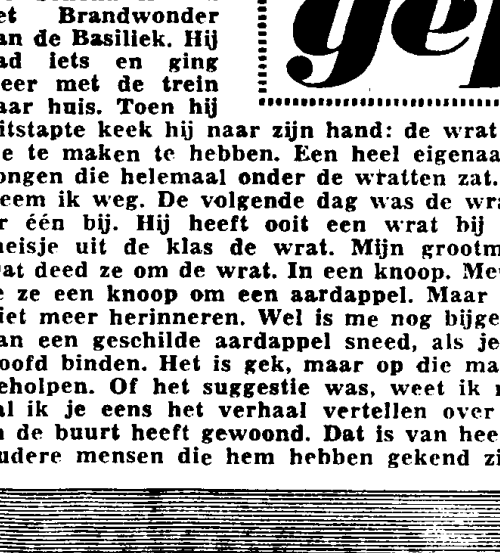 et Brandwonder
an de Basiliek. Hij
ad iets en ging
eer met de trein
aar huis. Toen hij
gep
itstapte keek hij naar zijn hand: de wrat
e te maken te hebben. Een heel eigenaa
ongen die helemaal onder de wratten zat.
eem ik weg. De volgende dag was de wra
r één bij. Hij heeft ooit een wrat bij
neisje uit de klas de wrat. Mijn grootm
at deed ze om de wrat. In een knoop. Me
e ze een knoop om een aardappel. Maar
iet meer herinneren. Wel is me nog bijge
an een geschilde aardappel sneed, als je
oofd binden. Het is gek, maar op die ma
eholpen. Of het suggestie was, weet ik n
al ik je eens het verhaal vertellen over
n de buurt heeft gewoond. Dat is van hee
udere mensen die hem hebben gekend zi